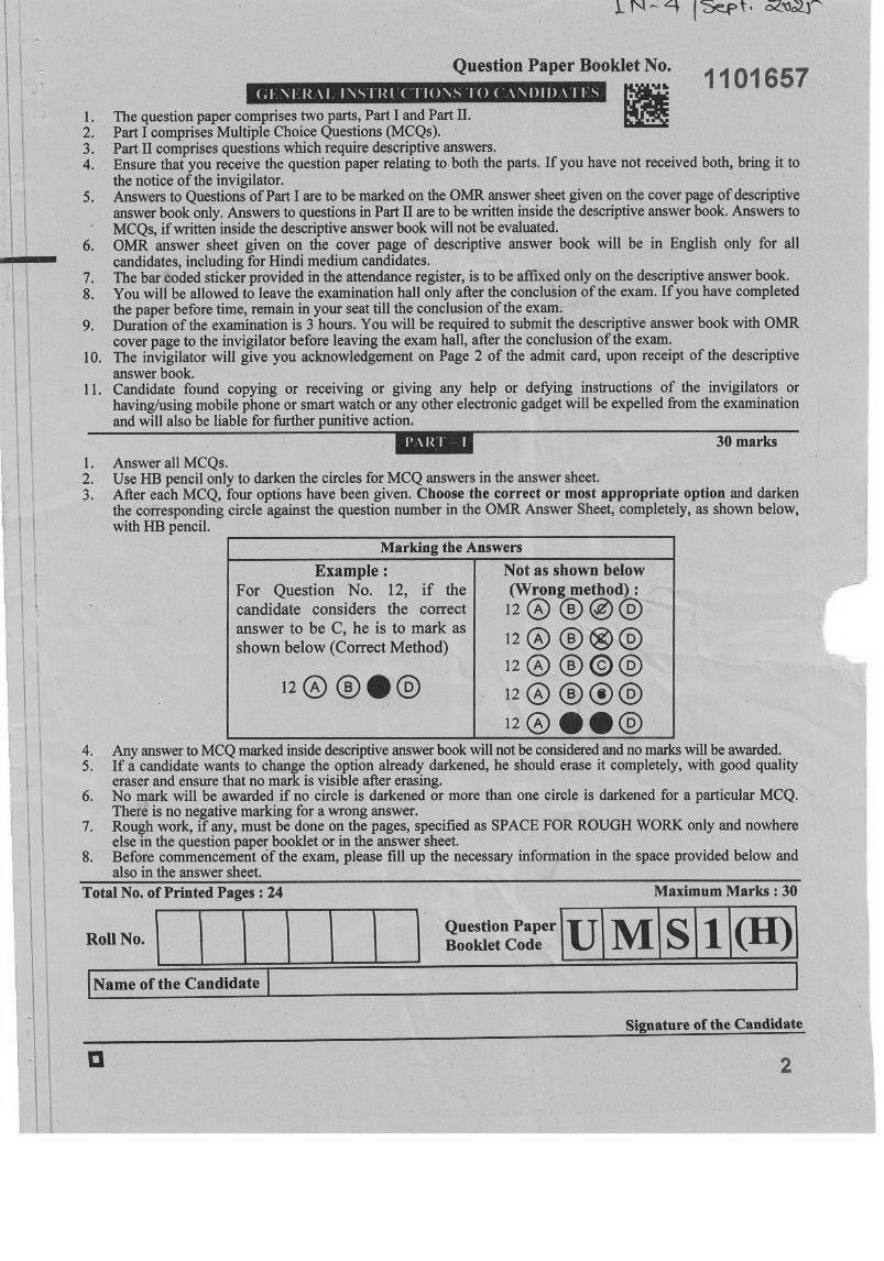 IN-4 | Sept. 2025
Question Paper Booklet No.
1101657
GENERAL INSTRUCTIONS TO CANDIDATES
1. The question paper comprises two parts, Part I and Part II.
2. Part I comprises Multiple Choice Questions (MCQs).
3. Part II comprises questions which require descriptive answers.
4. Ensure that you receive the question paper relating to both the parts. If you have not received both, bring it to
the notice of the invigilator.
5. Answers to Questions of Part I are to be marked on the OMR answer sheet given on the cover page of descriptive
answer book only. Answers to questions in Part II are to be written inside the descriptive answer book. Answers to
MCQs, if written inside the descriptive answer book will not be evaluated.
6. OMR answer sheet given on the cover page of descriptive answer book will be in English only for all
candidates, including for Hindi medium candidates.
7. The bar coded sticker provided in the attendance register, is to be affixed only on the descriptive answer book.
8. You will be allowed to leave the examination hall only after the conclusion of the exam. If you have completed
the paper before time, remain in your seat till the conclusion of the exam.
9. Duration of the examination is 3 hours. You will be required to submit the descriptive answer book with OMR
cover page to the invigilator before leaving the exam hall, after the conclusion of the exam.
10. The invigilator will give you acknowledgement on Page 2 of the admit card, upon receipt of the descriptive
answer book.
11. Candidate found copying or receiving or giving any help or defying instructions of the invigilators or
having/using mobile phone or smart watch or any other electronic gadget will be expelled from the examination
and will also be liable for further punitive action.
PART – I
30 marks
1. Answer all MCQs.
2. Use HB pencil only to darken the circles for MCQ answers in the answer sheet.
3. After each MCQ, four options have been given. Choose the correct or most appropriate option and darken
the corresponding circle against the question number in the OMR Answer Sheet, completely, as shown below,
with HB pencil.
Marking the Answers
Example :
For Question No. 12, if the
candidate considers the correct
answer to be C, he is to mark as
shown below (Correct Method)
12 A B D
Not as shown below
(Wrong method) :
12 A B C D
12 A B C D
12 A B C D
12 A B D
12 A D
4. Any answer to MCQ marked inside descriptive answer book will not be considered and no marks will be awarded.
5. If a candidate wants to change the option already darkened, he should erase it completely, with good quality
eraser and ensure that no mark is visible after erasing.
6. No mark will be awarded if no circle is darkened or more than one circle is darkened for a particular MCQ.
There is no negative marking for a wrong answer.
7. Rough work, if any, must be done on the pages, specified as SPACE FOR ROUGH WORK only and nowhere
else in the question paper booklet or in the answer sheet.
8. Before commencement of the exam, please fill up the necessary information in the space provided below and
also in the answer sheet.
Total No. of Printed Pages : 24
Maximum Marks : 30
Roll No.
Question Paper
Booklet Code
U M S 1 (H)
Name of the Candidate
Signature of the Candidate
2